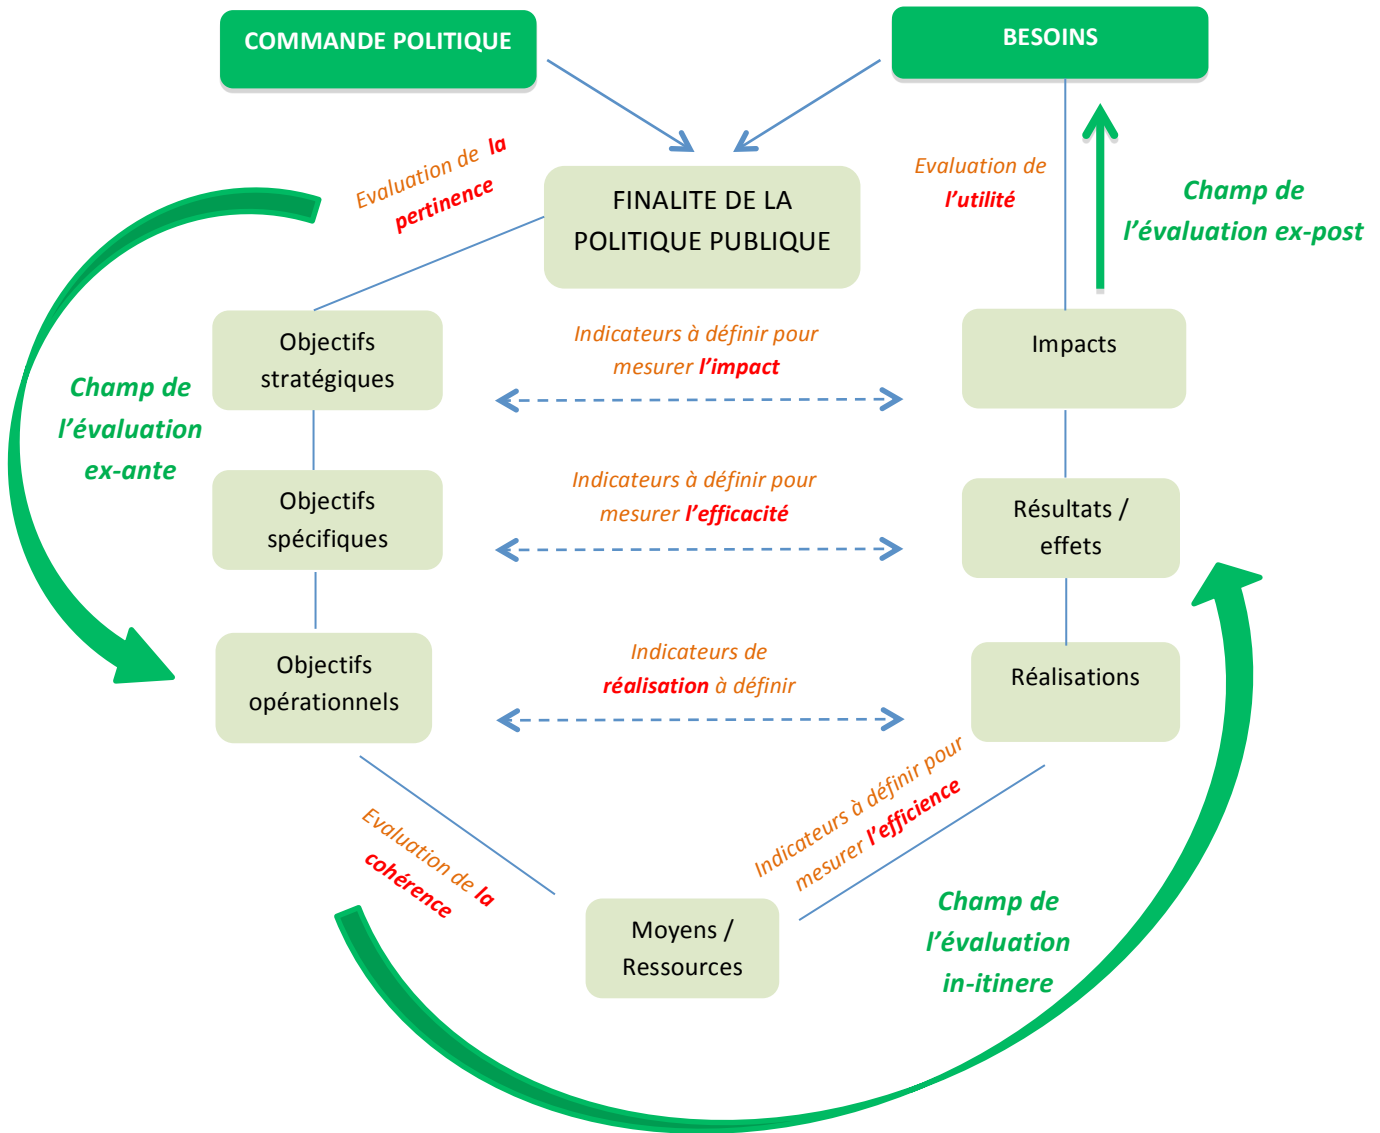 COMMANDE POLITIQUE
BESOINS
Evaluation de la
pertinence
FINALITE DE LA
POLITIQUE PUBLIQUE
Evaluation de
l’utilité
Champ de
l’évaluation ex-post
Objectifs
stratégiques
Indicateurs à définir pour
mesurer l’impact
Impacts
Champ de
l’évaluation
ex-ante
Objectifs
spécifiques
Indicateurs à définir pour
mesurer l’efficacité
Résultats /
effets
Objectifs
opérationnels
Indicateurs de
réalisation à définir
Réalisations
Evaluation de la
cohérence
Indicateurs à définir pour
mesurer l’efficience
Moyens /
Ressources
Champ de
l’évaluation
in-itinere